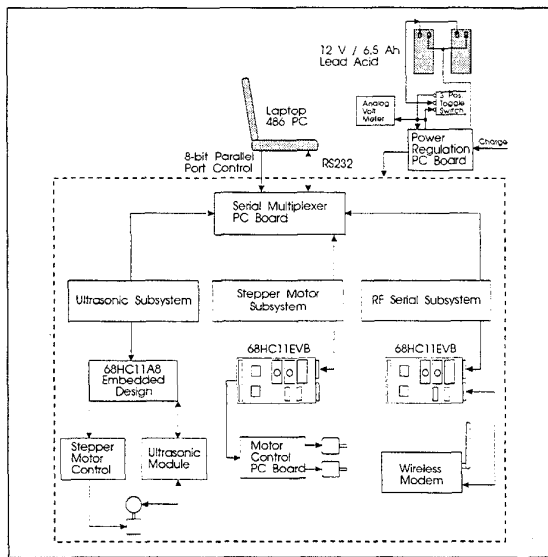 12 V / 6.5 Ah
Lead Acid
3 Pos.
Toggle
Switch
Analog
Volt
Meter
Laptop
486 PC
Power
Regulation
PC Board
Charge
8-bit Parallel
Port Control
RS232
Serial Multiplexer
PC Board
Ultrasonic Subsystem
Stepper Motor
Subsystem
RF Serial Subsystem
68HC11A8
Embedded
Design
68HC11EVB
68HC11EVB
Stepper
Motor
Control
Ultrasonic
Module
Motor
Control
PC Board
Wireless
Modem